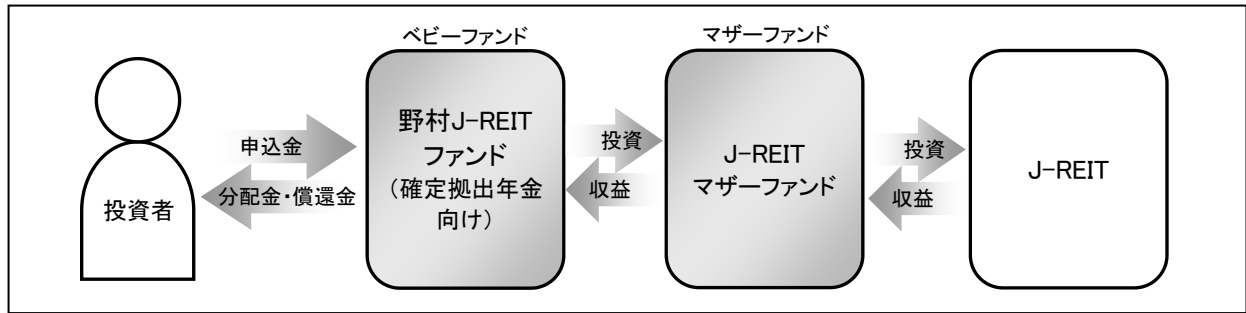 ベビーファンド
マザーファンド
投資者
申込金
分配金・償還金
野村J-REIT
ファンド
(確定拠出年金
向け)
投資
収益
J-REIT
マザーファンド
投資
収益
J-REIT